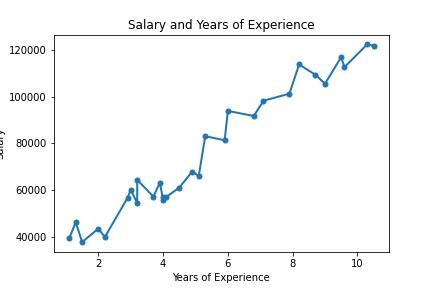 Salary and Years of Experience
120000
100000
80000
60000
40000
Salary
2 4 6 8 10
Years of Experience